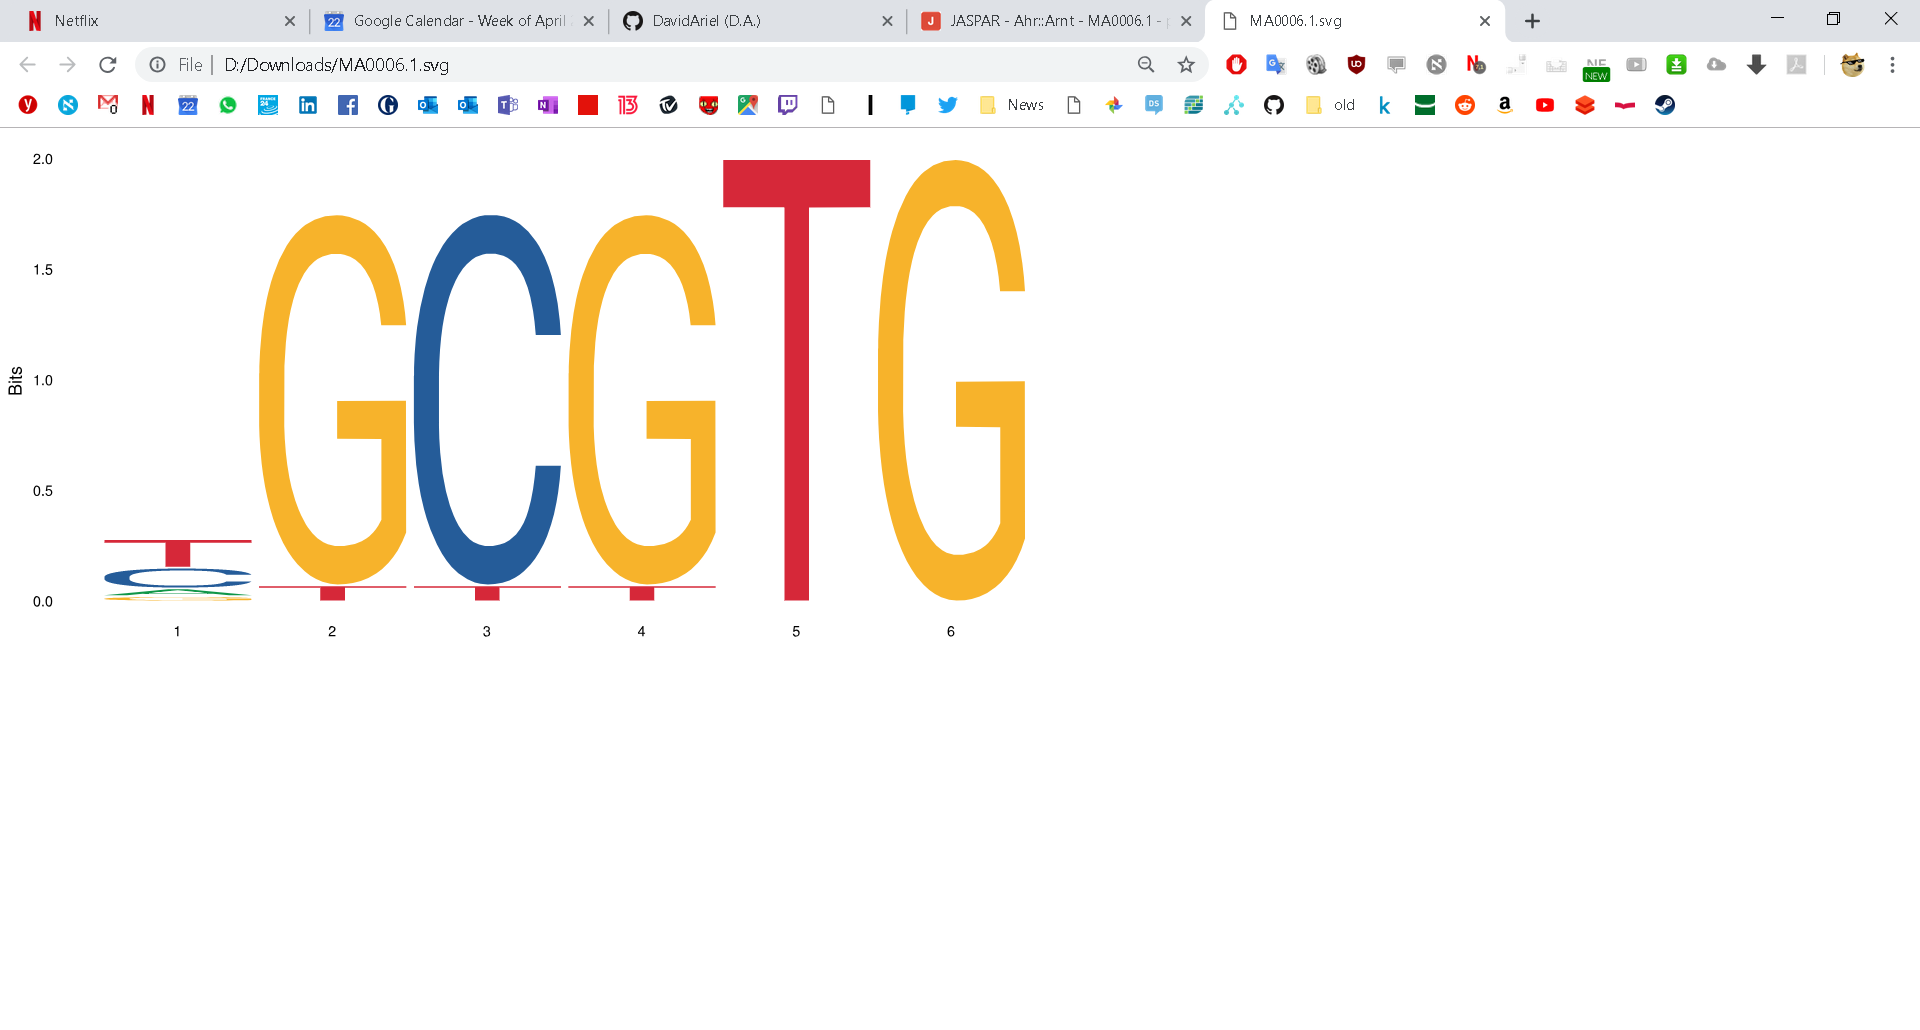 Netflix
Google Calendar - Week of April
DavidAriel (D.A.)
JASPAR - Ahr::Arnt - MA0006.1 -
MA0006.1.svg
File | D:/Downloads/MA0006.1.svg
NEW
News
old
2.0
1.5
1.0
0.5
0.0
Bits
T G C G T G
C T T T
A
G
1 2 3 4 5 6